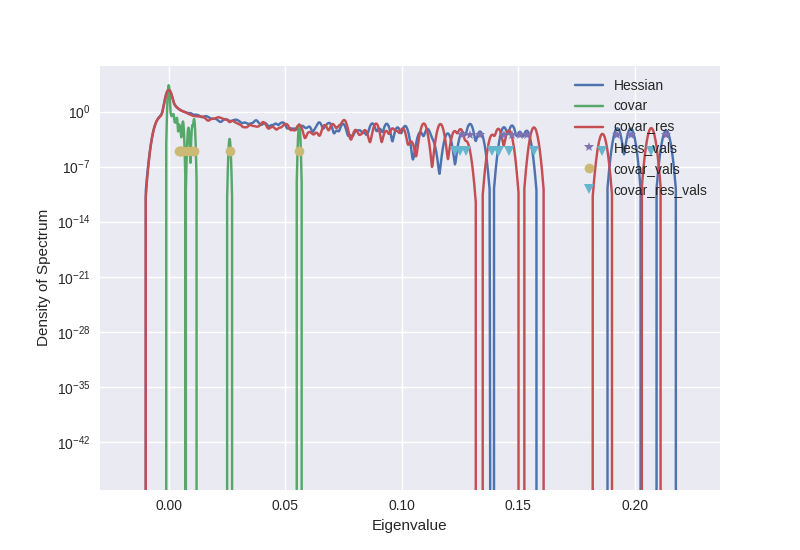 Hessian
covar
covar_res
Hess_vals
covar_vals
covar_res_vals
10^0
10^-7
10^-14
10^-21
10^-28
10^-35
10^-42
Density of Spectrum
0.00 0.05 0.10 0.15 0.20
Eigenvalue